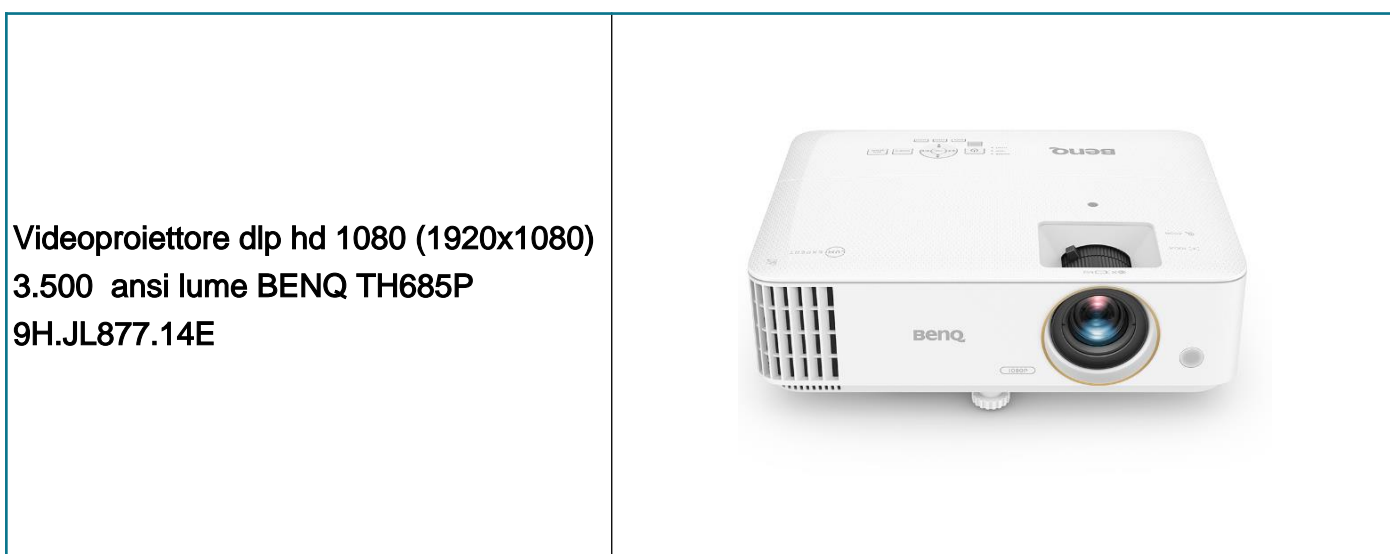 Videoproiettore dlp hd 1080 (1920x1080)
3.500 ansi lume BENQ TH685P
9H.JL877.14E
BenQ
BenQ
1080P